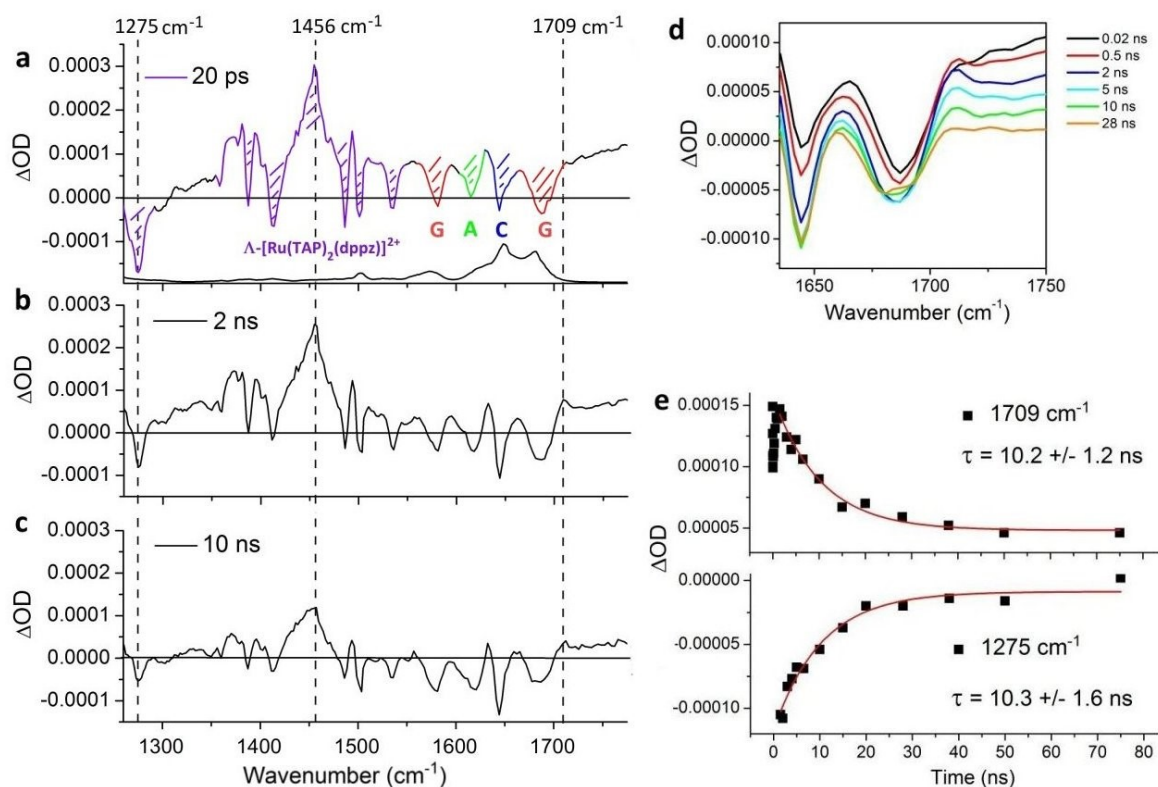 1275 cm⁻¹
1456 cm⁻¹
1709 cm⁻¹
a
20 ps
0.0003
0.0002
0.0001
0.0000
-0.0001
ΔOD
G A C G
Λ-[Ru(TAP)₂(dppz)]²⁺
b
2 ns
0.0003
0.0002
0.0001
0.0000
-0.0001
ΔOD
c
10 ns
0.0003
0.0002
0.0001
0.0000
-0.0001
ΔOD
1300 1400 1500 1600 1700
Wavenumber (cm⁻¹)
d
0.00010
0.00005
0.00000
-0.00005
-0.00010
ΔOD
0.02 ns
0.5 ns
2 ns
5 ns
10 ns
28 ns
1650 1700 1750
Wavenumber (cm⁻¹)
e
0.00015
0.00010
0.00005
1709 cm⁻¹
τ = 10.2 +/- 1.2 ns
ΔOD
0.00000
-0.00005
-0.00010
1275 cm⁻¹
τ = 10.3 +/- 1.6 ns
0 10 20 30 40 50 60 70 80
Time (ns)